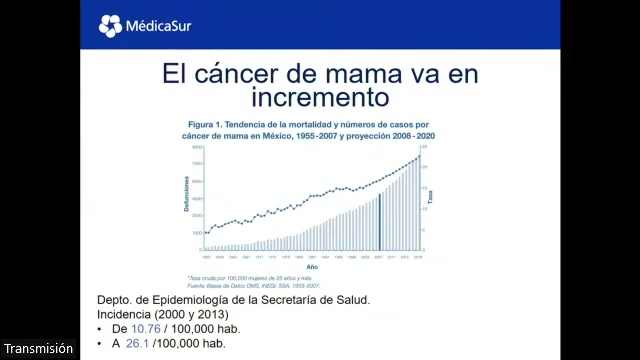 MédicaSur
El cáncer de mama va en
incremento
Figura 1. Tendencia de la mortalidad y números de casos por
cáncer de mama en México, 1955-2007 y proyección 2008-2020
Defunciones
Tasa
Año
*Tasa cruda por 100,000 mujeres de 25 años y más.
Fuente: Bases de Datos OMS, INEGI, SSA. 1955-2007.
Depto. de Epidemiología de la Secretaría de Salud.
Incidencia (2000 y 2013)
• De 10.76 / 100,000 hab.
• A 26.1 /100,000 hab.
Transmisión